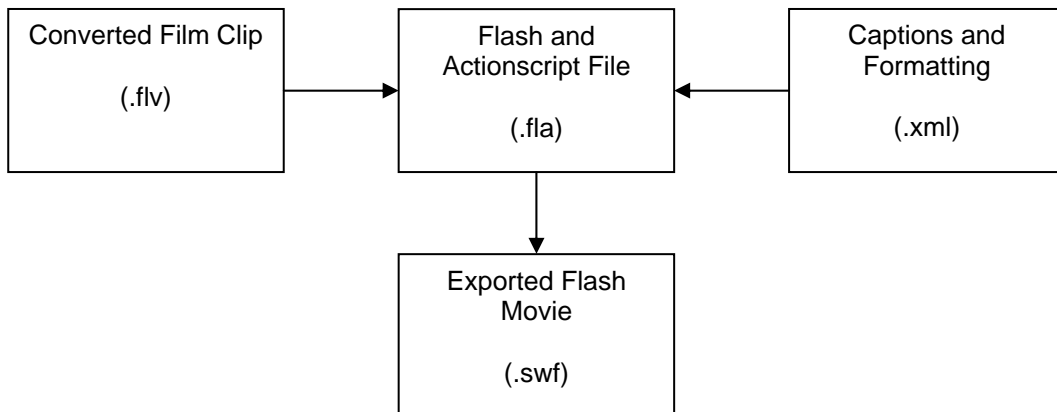 Converted Film Clip
(.flv)
Flash and
Actionscript File
(.fla)
Captions and
Formatting
(.xml)
Exported Flash
Movie
(.swf)